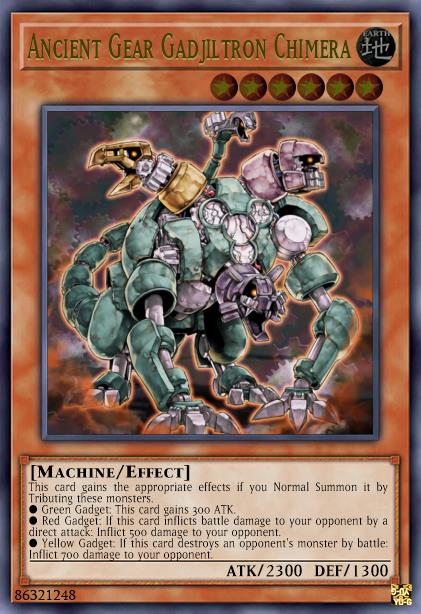 Ancient Gear Gadjiltron Chimera
EARTH
地
[Machine/Effect]
This card gains the appropriate effects if you Normal Summon it by
Tributing these monsters.
● Green Gadget: This card gains 300 ATK.
● Red Gadget: If this card inflicts battle damage to your opponent by a
direct attack: Inflict 500 damage to your opponent.
● Yellow Gadget: If this card destroys an opponent's monster by battle:
Inflict 700 damage to your opponent.
ATK/2300 DEF/1300
86321248